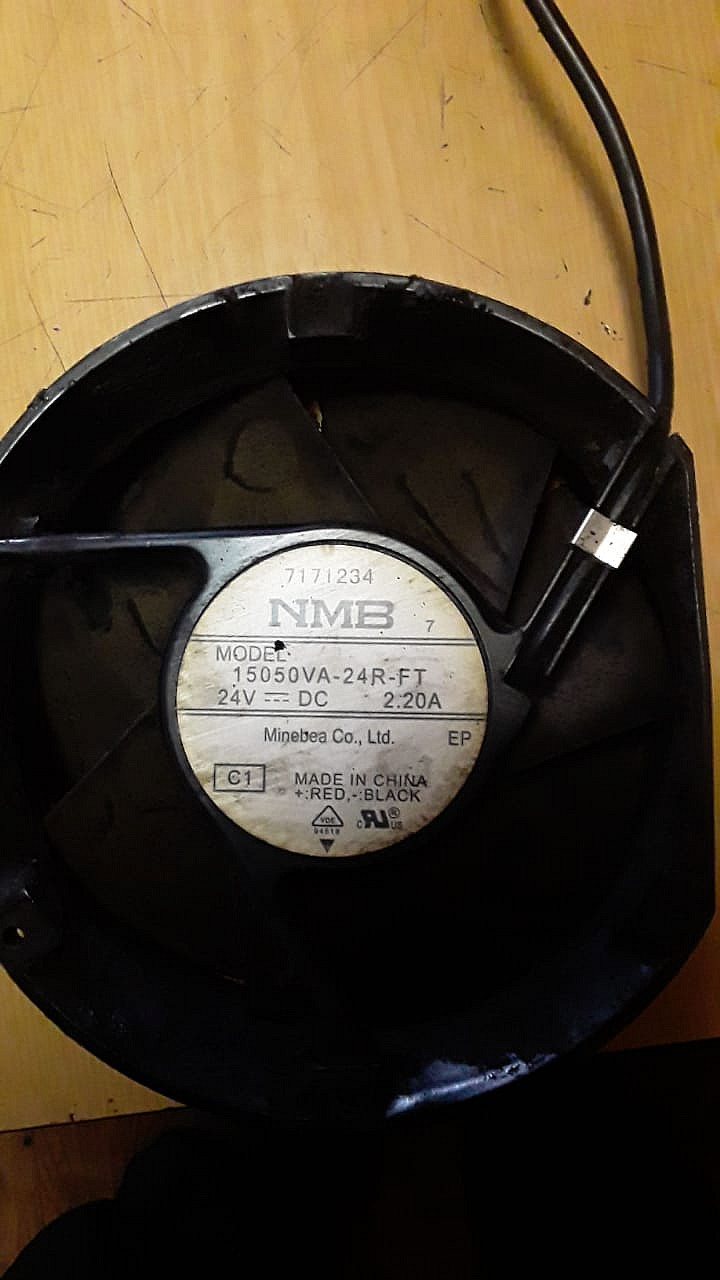 7171234
NMB 7
MODEL
15050VA-24R-FT
24V ⎓ DC 2.20A
Minebea Co., Ltd. EP
C1 MADE IN CHINA
+:RED,-:BLACK
VDE
c RU ® US